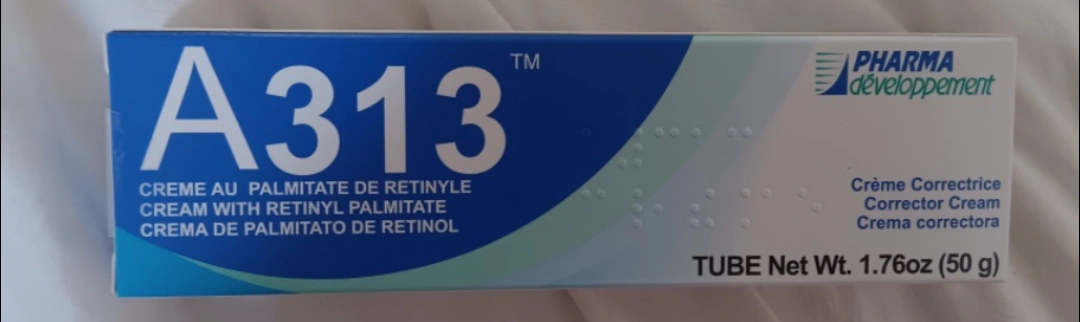 A313™
CREME AU PALMITATE DE RETINYLE
CREAM WITH RETINYL PALMITATE
CREMA DE PALMITATO DE RETINOL
PHARMA
développement
Crème Correctrice
Corrector Cream
Crema correctora
TUBE Net Wt. 1.76oz (50 g)